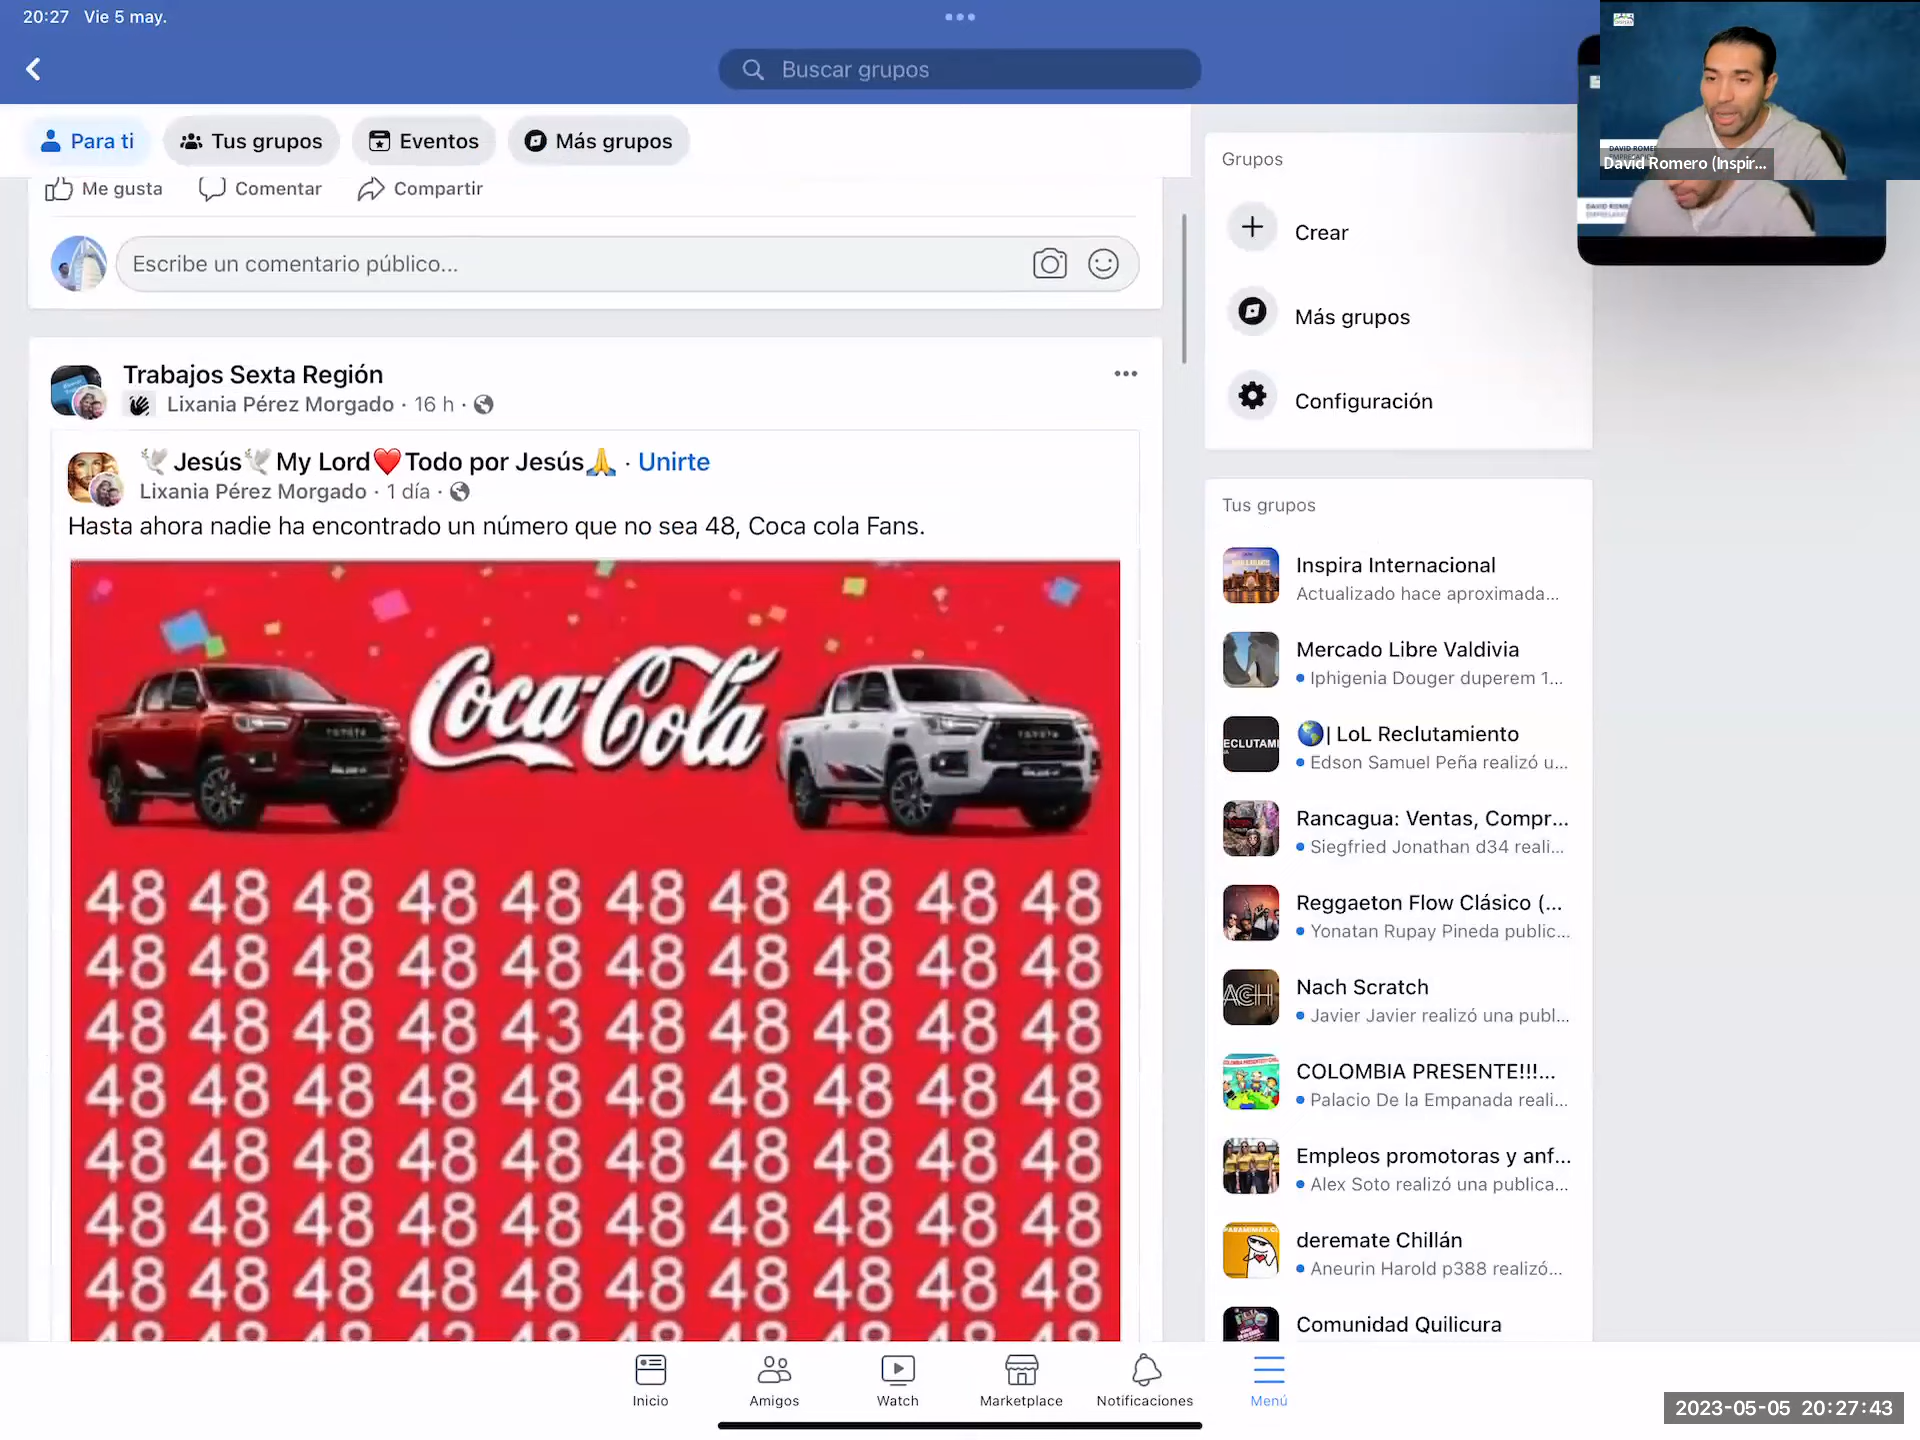 20:27 Vie 5 may.
Buscar grupos
Para ti
Tus grupos
Eventos
Más grupos
Me gusta
Comentar
Compartir
Escribe un comentario público...
Trabajos Sexta Región
Lixania Pérez Morgado · 16 h ·
🕊Jesús🕊My Lord❤️Todo por Jesús🙏 · Unirte
Lixania Pérez Morgado · 1 día ·
Hasta ahora nadie ha encontrado un número que no sea 48, Coca cola Fans.
Coca-Cola
TOYOTA
TOYOTA
48 48 48 48 48 48 48 48 48 48
48 48 48 48 48 48 48 48 48 48
48 48 48 48 43 48 48 48 48 48
48 48 48 48 48 48 48 48 48 48
48 48 48 48 48 48 48 48 48 48
48 48 48 48 48 48 48 48 48 48
48 48 48 48 48 48 48 48 48 48
Grupos
Crear
Más grupos
Configuración
Tus grupos
Inspira Internacional
Actualizado hace aproximada...
Mercado Libre Valdivia
Iphigenia Douger duperem 1...
ECLUTAMI
🌎| LoL Reclutamiento
Edson Samuel Peña realizó u...
Rancagua: Ventas, Compr...
Siegfried Jonathan d34 reali...
Reggaeton Flow Clásico (...
Yonatan Rupay Pineda public...
ACH
Nach Scratch
Javier Javier realizó una publ...
COLOMBIA PRESENTE!!!...
Palacio De la Empanada reali...
Empleos promotoras y anf...
Alex Soto realizó una publica...
deremate Chillán
Aneurin Harold p388 realizó...
Comunidad Quilicura
DAVID ROME
David Romero (Inspir...
Inicio
Amigos
Watch
Marketplace
Notificaciones
Menú
2023-05-05 20:27:43